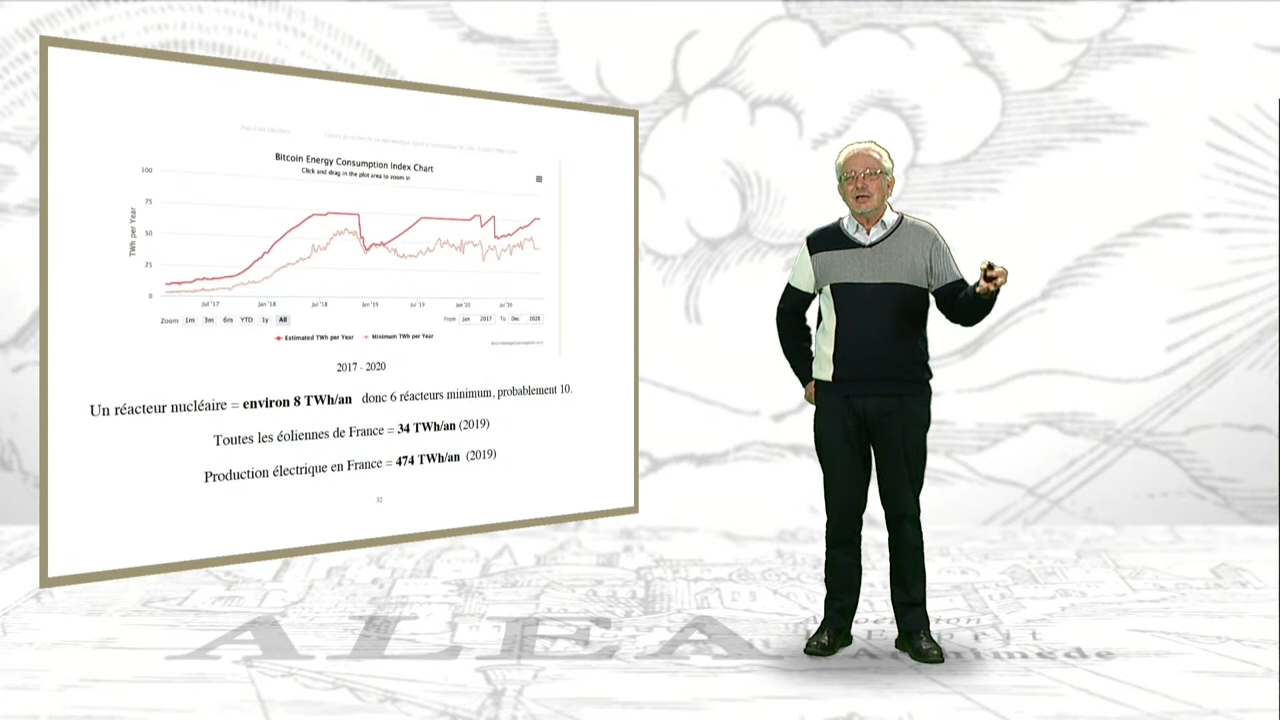 Bitcoin Energy Consumption Index Chart
Click and drag in the plot area to zoom in
TWh per Year
100
75
50
25
0
Jul '17
Jan '18
Jul '18
Jan '19
Jul '19
Jan '20
Jul '20
Zoom 1m 3m 6m YTD 1y All
From Jan 2017 To Dec 2020
Estimated TWh per Year Minimum TWh per Year
2017 - 2020
Un réacteur nucléaire = environ 8 TWh/an donc 6 réacteurs minimum, probablement 10.
Toutes les éoliennes de France = 34 TWh/an (2019)
Production électrique en France = 474 TWh/an (2019)
32
ALEA
Esprit
Archimède